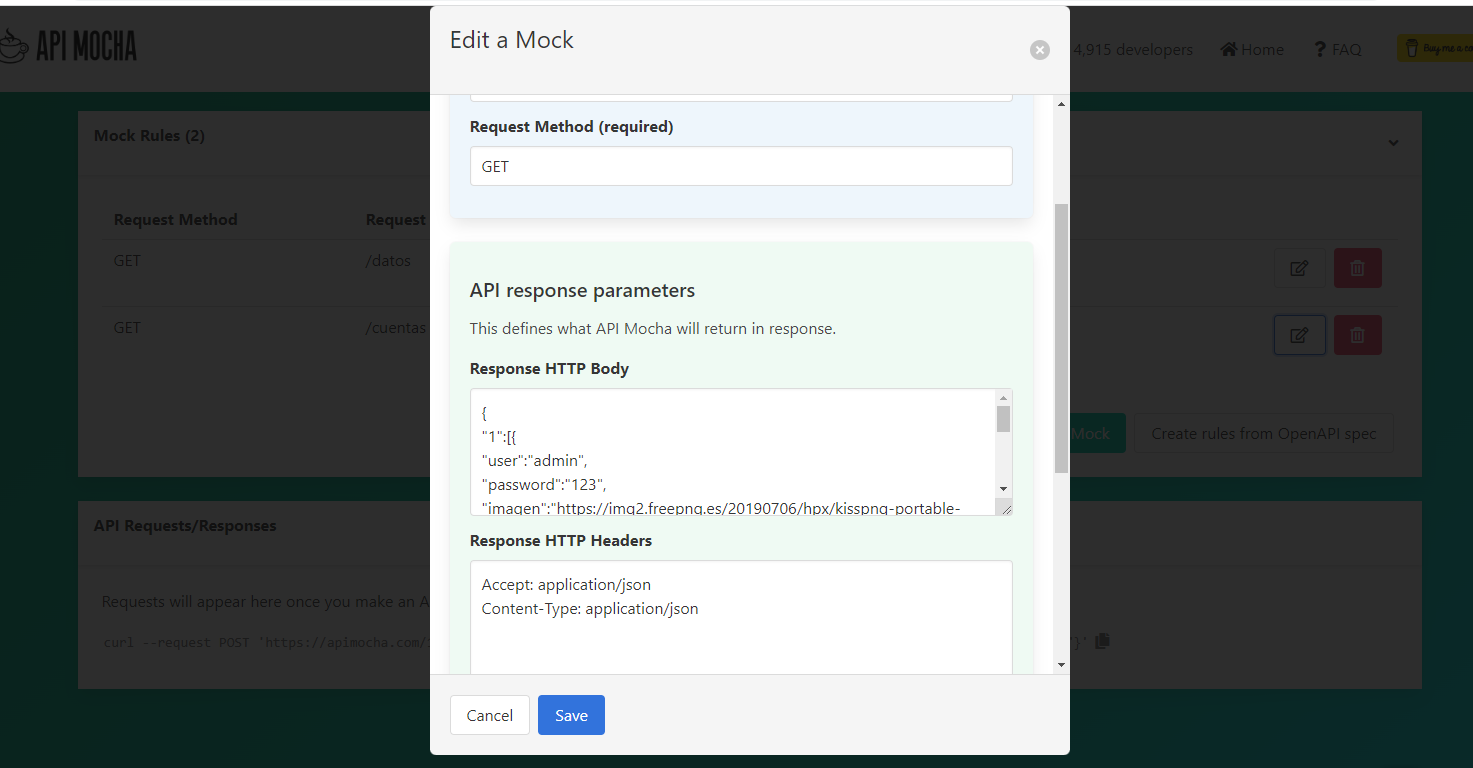 Edit a Mock
API MOCHA
4,915 developers
Home
? FAQ
Buy me a co
Mock Rules (2)
Request Method (required)
GET
Request Method
Request
GET
/datos
API response parameters
This defines what API Mocha will return in response.
GET
/cuentas
Response HTTP Body
{
"1":[{
"user":"admin",
"password":"123",
"imagen":"https://img2.freepng.es/20190706/hpx/kisspng-portable-
Mock
Create rules from OpenAPI spec
API Requests/Responses
Response HTTP Headers
Accept: application/json
Content-Type: application/json
Requests will appear here once you make an A
curl --request POST 'https://apimocha.com/
}'
Cancel
Save